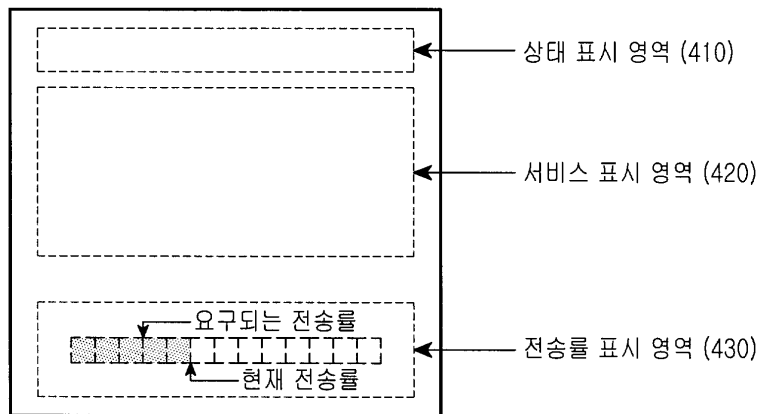 상태 표시 영역 (410)
서비스 표시 영역 (420)
요구되는 전송률
전송률 표시 영역 (430)
현재 전송률